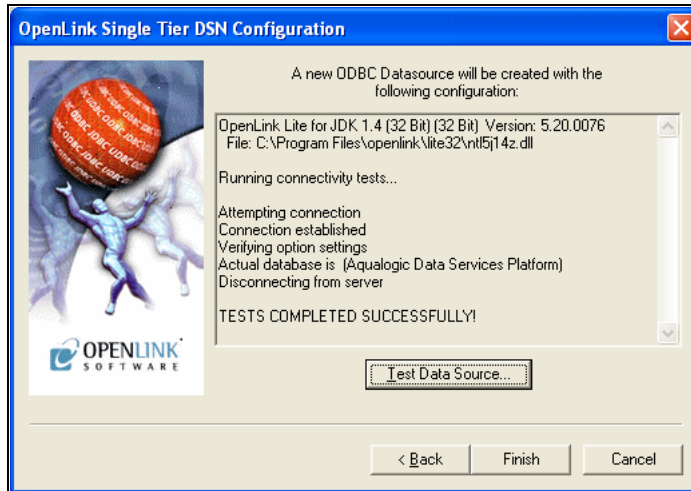 OpenLink Single Tier DSN Configuration
A new ODBC Datasource will be created with the
following configuration:
OpenLink Lite for JDK 1.4 (32 Bit) (32 Bit) Version: 5.20.0076
File: C:\Program Files\openlink\lite32\ntl5j14z.dll
Running connectivity tests...
Attempting connection
Connection established
Verifying option settings
Actual database is (Aqualogic Data Services Platform)
Disconnecting from server
TESTS COMPLETED SUCCESSFULLY!
OPENLINK
SOFTWARE
Test Data Source...
< Back
Finish
Cancel